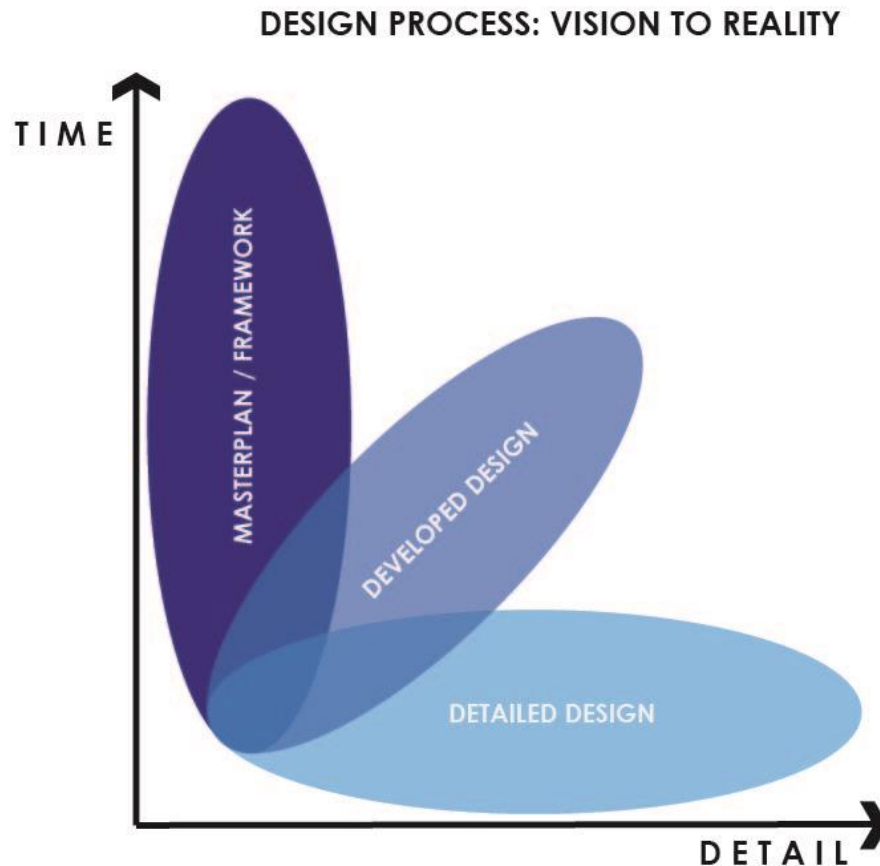 DESIGN PROCESS: VISION TO REALITY
TIME
MASTERPLAN / FRAMEWORK
DEVELOPED DESIGN
DETAILED DESIGN
DETAIL